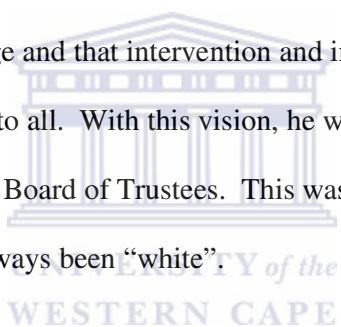 ge and that intervention and i
to all.  With this vision, he w
Board of Trustees.  This was
ways been “white”.
UNIVERSITY of the
WESTERN CAPE